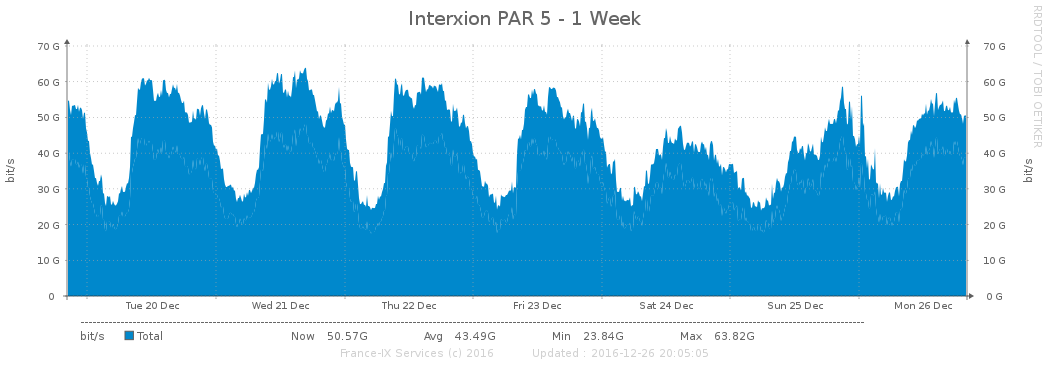 Interxion PAR 5 - 1 Week
RRDTOOL / TOBI OETIKER
70 G 70 G
60 G 60 G
50 G 50 G
40 G 40 G
30 G 30 G
20 G 20 G
10 G 10 G
0 0 G
bit/s
bit/s
Tue 20 Dec Wed 21 Dec Thu 22 Dec Fri 23 Dec Sat 24 Dec Sun 25 Dec Mon 26 Dec
bit/s Total Now 50.57G Avg 43.49G Min 23.84G Max 63.82G
France-IX Services (c) 2016 Updated : 2016-12-26 20:05:05